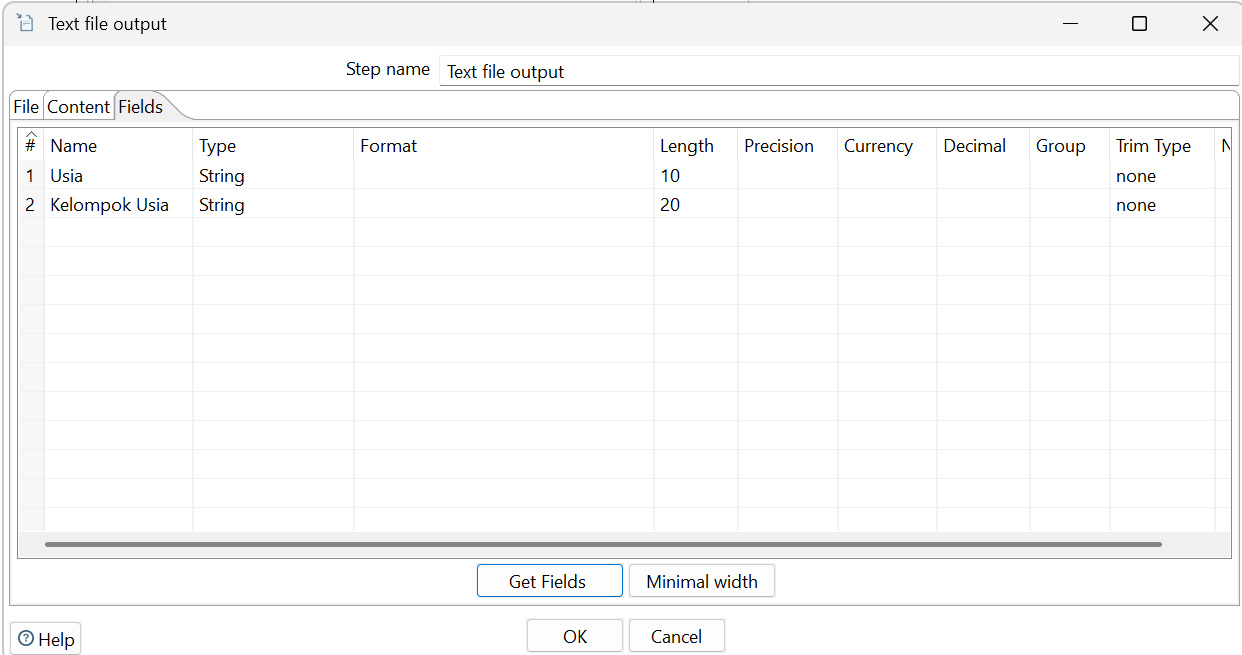 Text file output
Step name Text file output
File Content Fields
# Name Type Format Length Precision Currency Decimal Group Trim Type N
1 Usia String 10 none
2 Kelompok Usia String 20 none
Get Fields Minimal width
Help OK Cancel